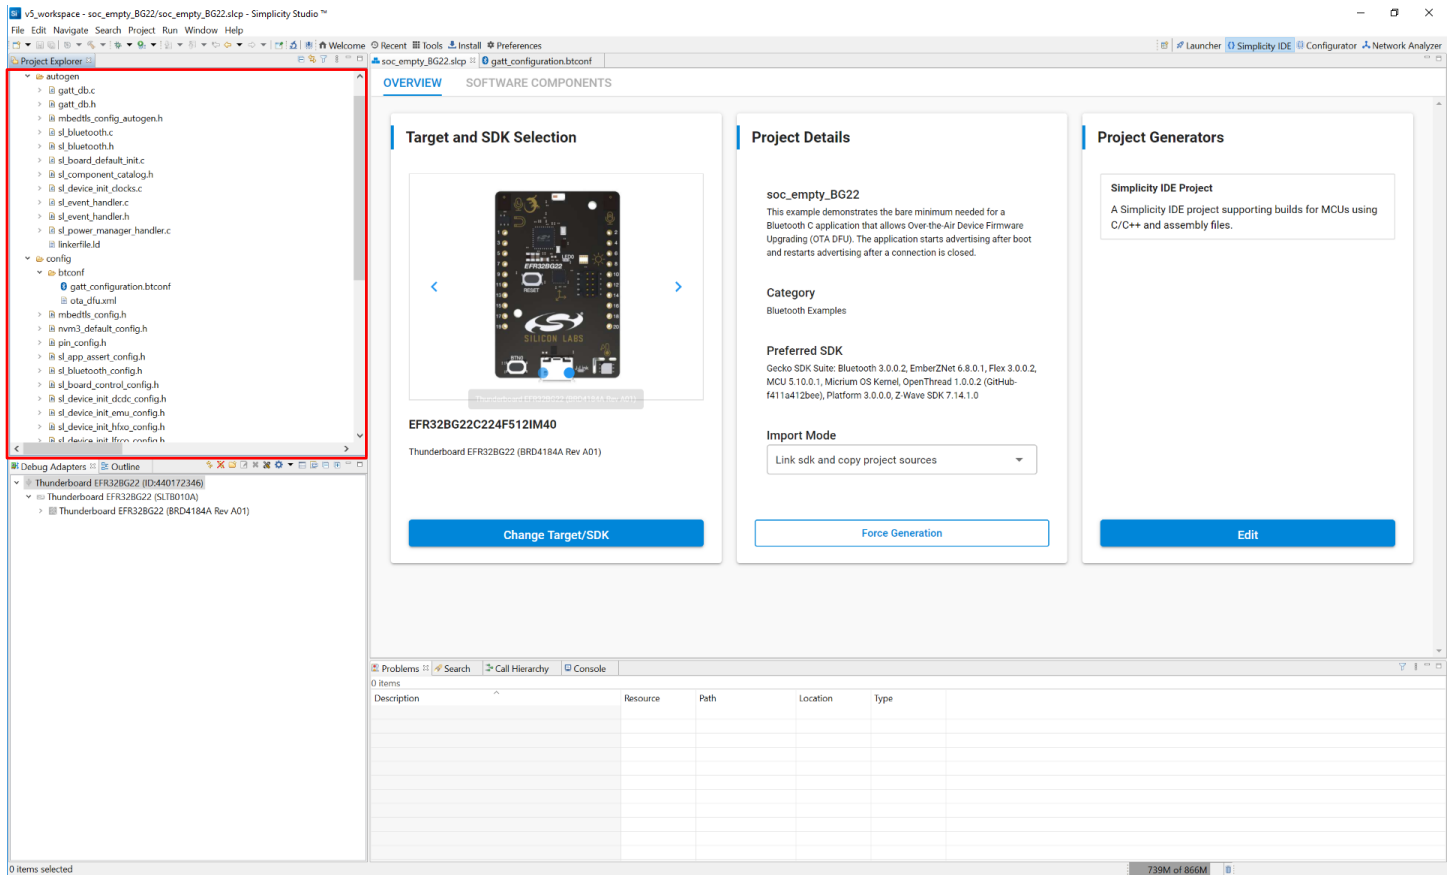 v5_workspace - soc_empty_BG22/soc_empty_BG22.slcp - Simplicity Studio ™
File Edit Navigate Search Project Run Window Help
Welcome Recent Tools Install Preferences
Launcher Simplicity IDE Configurator Network Analyzer
Project Explorer
autogen
gatt_db.c
gatt_db.h
mbedtls_config_autogen.h
sl_bluetooth.c
sl_bluetooth.h
sl_board_default_init.c
sl_component_catalog.h
sl_device_init_clocks.c
sl_event_handler.c
sl_event_handler.h
sl_power_manager_handler.c
linkerfile.ld
config
btconf
gatt_configuration.btconf
ota_dfu.xml
mbedtls_config.h
nvm3_default_config.h
pin_config.h
sl_app_assert_config.h
sl_bluetooth_config.h
sl_board_control_config.h
sl_device_init_dcdc_config.h
sl_device_init_emu_config.h
sl_device_init_hfxo_config.h
sl_device_init_lfrco_config.h
Debug Adapters Outline
Thunderboard EFR32BG22 (ID:440172346)
Thunderboard EFR32BG22 (SLTB010A)
Thunderboard EFR32BG22 (BRD4184A Rev A01)
soc_empty_BG22.slcp gatt_configuration.btconf
OVERVIEW SOFTWARE COMPONENTS
Target and SDK Selection
EFR32BG22
RESET
SILICON LABS
Thunderboard EFR32BG22 (BRD4184A Rev A01)
EFR32BG22C224F512IM40
Thunderboard EFR32BG22 (BRD4184A Rev A01)
Change Target/SDK
Project Details
soc_empty_BG22
This example demonstrates the bare minimum needed for a
Bluetooth C application that allows Over-the-Air Device Firmware
Upgrading (OTA DFU). The application starts advertising after boot
and restarts advertising after a connection is closed.
Category
Bluetooth Examples
Preferred SDK
Gecko SDK Suite: Bluetooth 3.0.0.2, EmberZNet 6.8.0.1, Flex 3.0.0.2,
MCU 5.10.0.1, Micrium OS Kernel, OpenThread 1.0.0.2 (GitHub-
f411a412bee), Platform 3.0.0.0, Z-Wave SDK 7.14.1.0
Import Mode
Link sdk and copy project sources
Force Generation
Project Generators
Simplicity IDE Project
A Simplicity IDE project supporting builds for MCUs using
C/C++ and assembly files.
Edit
Problems Search Call Hierarchy Console
0 items
Description Resource Path Location Type
0 items selected
739M of 866M